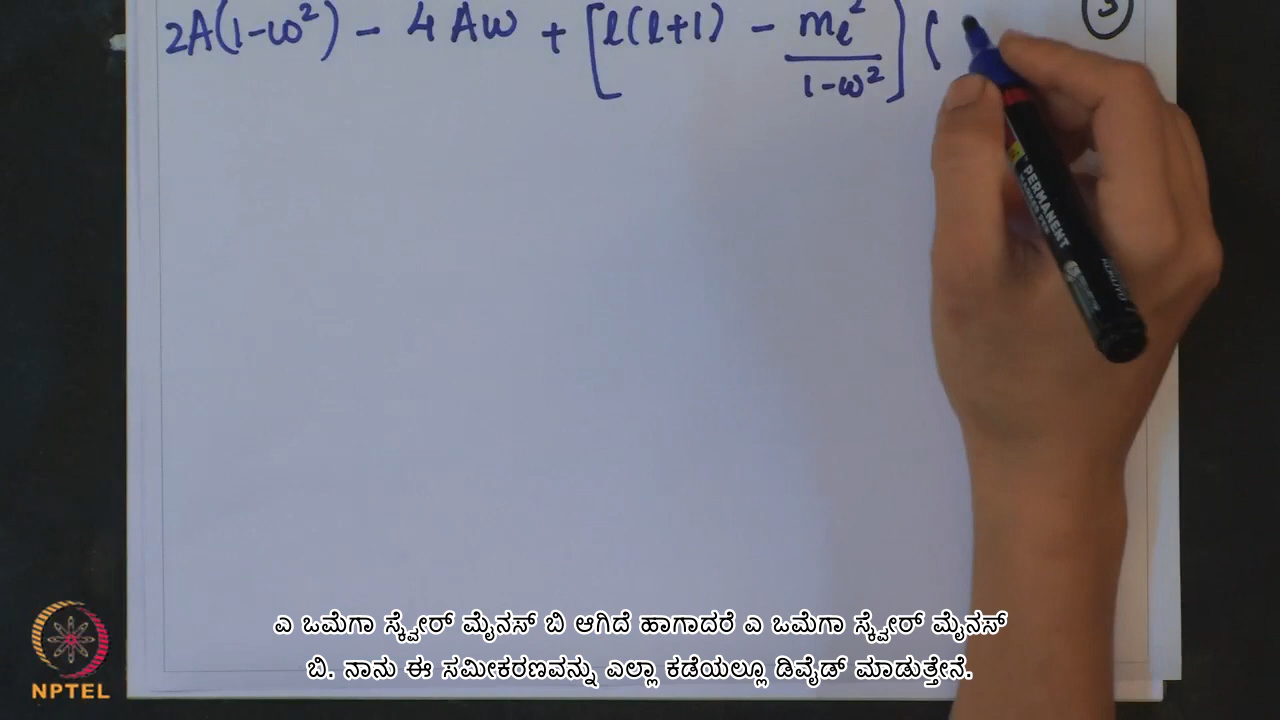 3
2A(1-ω²) - 4Aω + [l(l+1) - m_l²/(1-ω²)] (
PERMANENT
ಎ ಒಮೆಗಾ ಸ್ಕ್ವೇರ್ ಮೈನಸ್ ಬಿ ಆಗಿದೆ ಹಾಗಾದರೆ ಎ ಒಮೆಗಾ ಸ್ಕ್ವೇರ್ ಮೈನಸ್
ಬಿ. ನಾನು ಈ ಸಮೀಕರಣವನ್ನು ಎಲ್ಲಾ ಕಡೆಯಲ್ಲೂ ಡಿವೈಡ್ ಮಾಡುತ್ತೇನೆ.
NPTEL